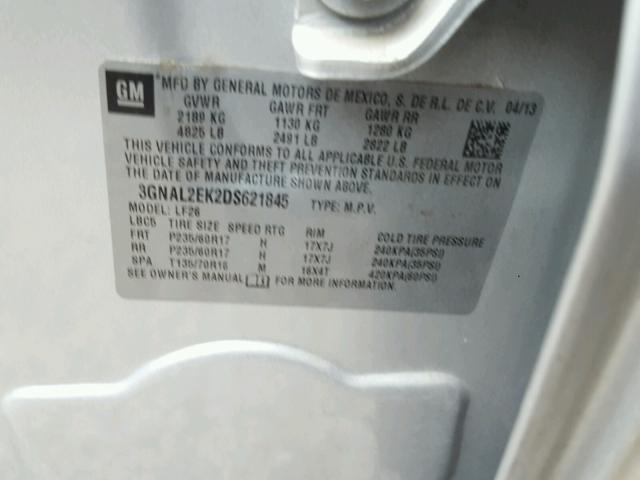 GM
*MFD BY GENERAL MOTORS DE MEXICO, S. DE R.L. DE C.V. 04/13
GVWR GAWR FRT GAWR RR
2189 KG 1130 KG 1280 KG
4825 LB 2491 LB 2822 LB
THIS VEHICLE CONFORMS TO ALL APPLICABLE U.S. FEDERAL MOTOR
VEHICLE SAFETY AND THEFT PREVENTION STANDARDS IN EFFECT ON
THE DATE OF MANUFACTURE SHOWN ABOVE.
3GNAL2EK2DS621845 TYPE: M.P.V.
MODEL: LF26
LBC5 TIRE SIZE SPEED RTG RIM COLD TIRE PRESSURE
FRT P235/60R17 H 17X7J 240KPA(35PSI)
RR P235/60R17 H 17X7J 240KPA(35PSI)
SPA T135/70R16 M 16X4T 420KPA(60PSI)
SEE OWNER'S MANUAL FOR MORE INFORMATION.